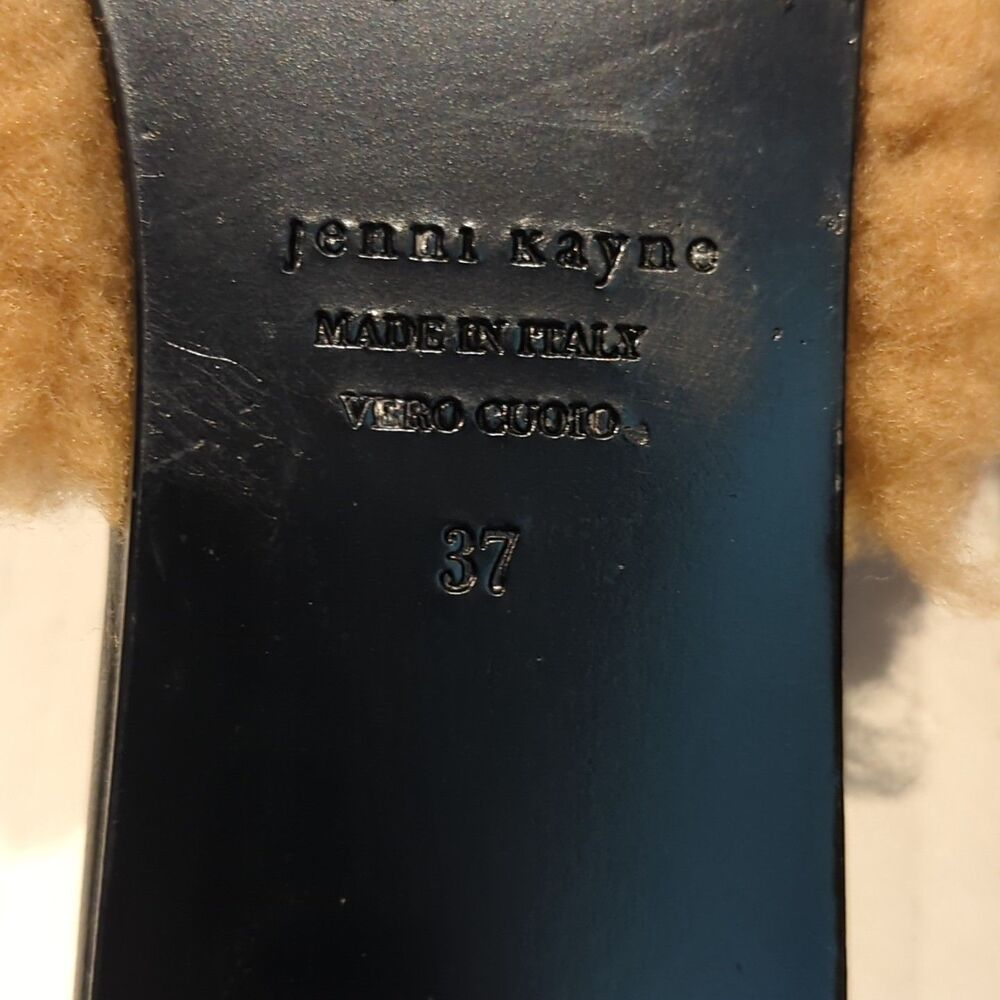 jenni kayne
MADE IN ITALY
VERO CUOIO
37